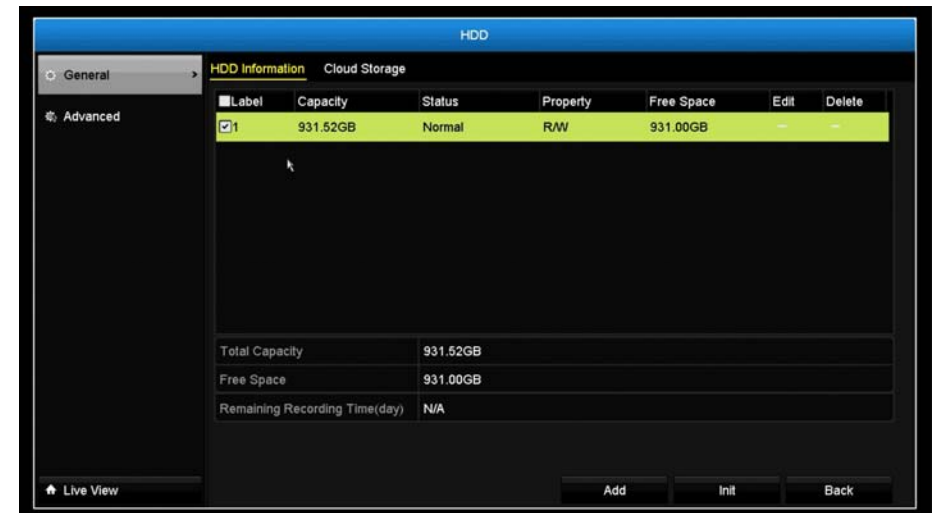 HDD
General
HDD Information Cloud Storage
Advanced
Label Capacity Status Property Free Space Edit Delete
1 931.52GB Normal R/W 931.00GB — —
Total Capacity 931.52GB
Free Space 931.00GB
Remaining Recording Time(day) N/A
Live View
Add Init Back